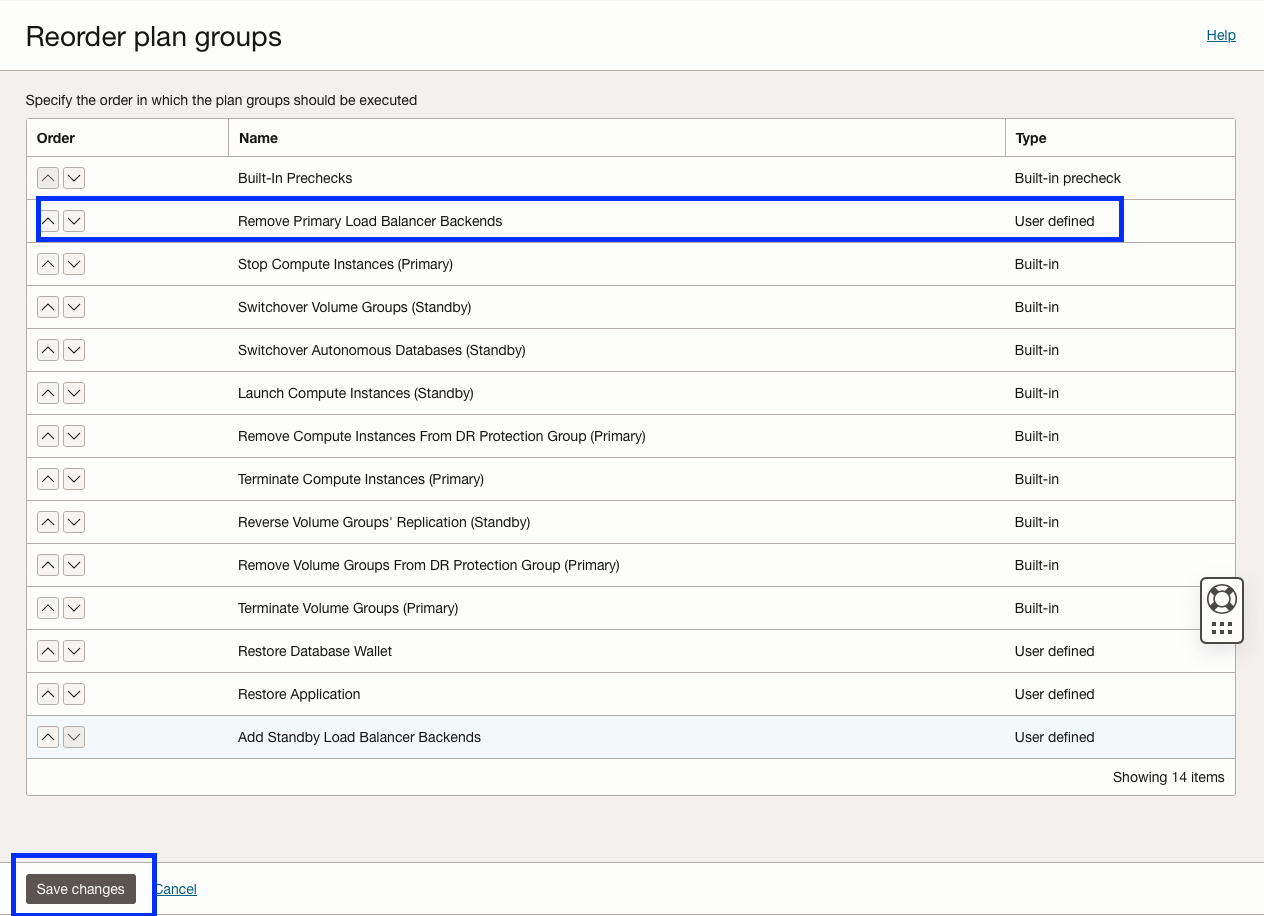 Reorder plan groups
Help
Specify the order in which the plan groups should be executed
Order Name Type
Built-In Prechecks Built-in precheck
Remove Primary Load Balancer Backends User defined
Stop Compute Instances (Primary) Built-in
Switchover Volume Groups (Standby) Built-in
Switchover Autonomous Databases (Standby) Built-in
Launch Compute Instances (Standby) Built-in
Remove Compute Instances From DR Protection Group (Primary) Built-in
Terminate Compute Instances (Primary) Built-in
Reverse Volume Groups' Replication (Standby) Built-in
Remove Volume Groups From DR Protection Group (Primary) Built-in
Terminate Volume Groups (Primary) Built-in
Restore Database Wallet User defined
Restore Application User defined
Add Standby Load Balancer Backends User defined
Showing 14 items
Save changes Cancel